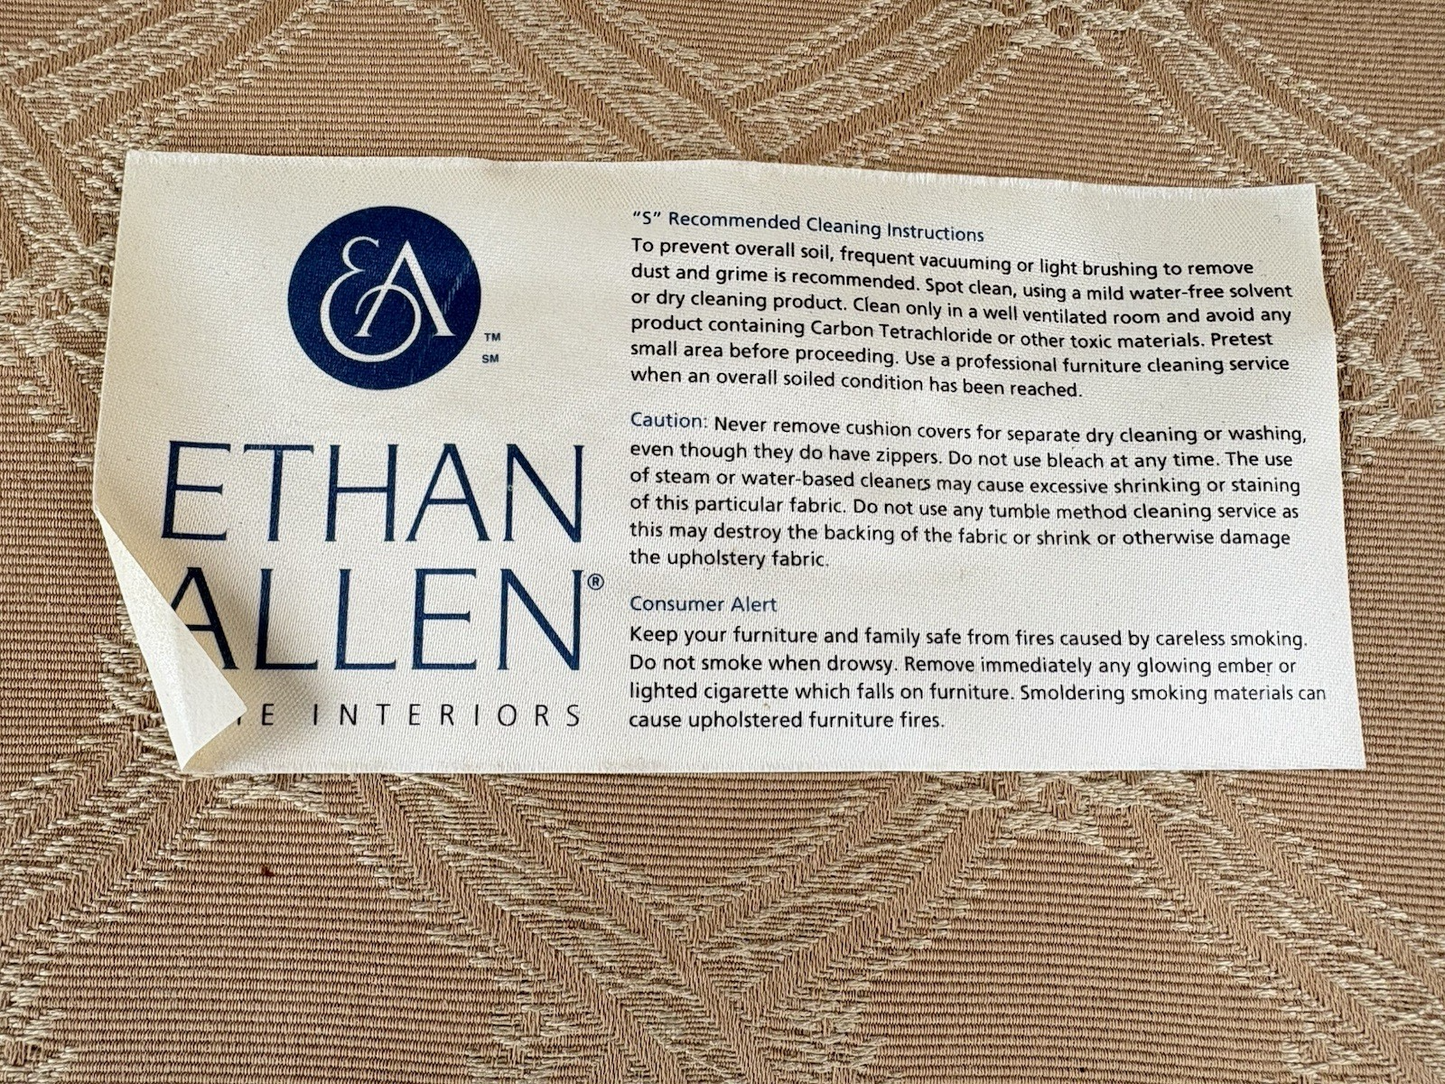 EA
TM
SM
ETHAN
ALLEN®
E INTERIORS
“S” Recommended Cleaning Instructions
To prevent overall soil, frequent vacuuming or light brushing to remove
dust and grime is recommended. Spot clean, using a mild water-free solvent
or dry cleaning product. Clean only in a well ventilated room and avoid any
product containing Carbon Tetrachloride or other toxic materials. Pretest
small area before proceeding. Use a professional furniture cleaning service
when an overall soiled condition has been reached.
Caution: Never remove cushion covers for separate dry cleaning or washing,
even though they do have zippers. Do not use bleach at any time. The use
of steam or water-based cleaners may cause excessive shrinking or staining
of this particular fabric. Do not use any tumble method cleaning service as
this may destroy the backing of the fabric or shrink or otherwise damage
the upholstery fabric.
Consumer Alert
Keep your furniture and family safe from fires caused by careless smoking.
Do not smoke when drowsy. Remove immediately any glowing ember or
lighted cigarette which falls on furniture. Smoldering smoking materials can
cause upholstered furniture fires.